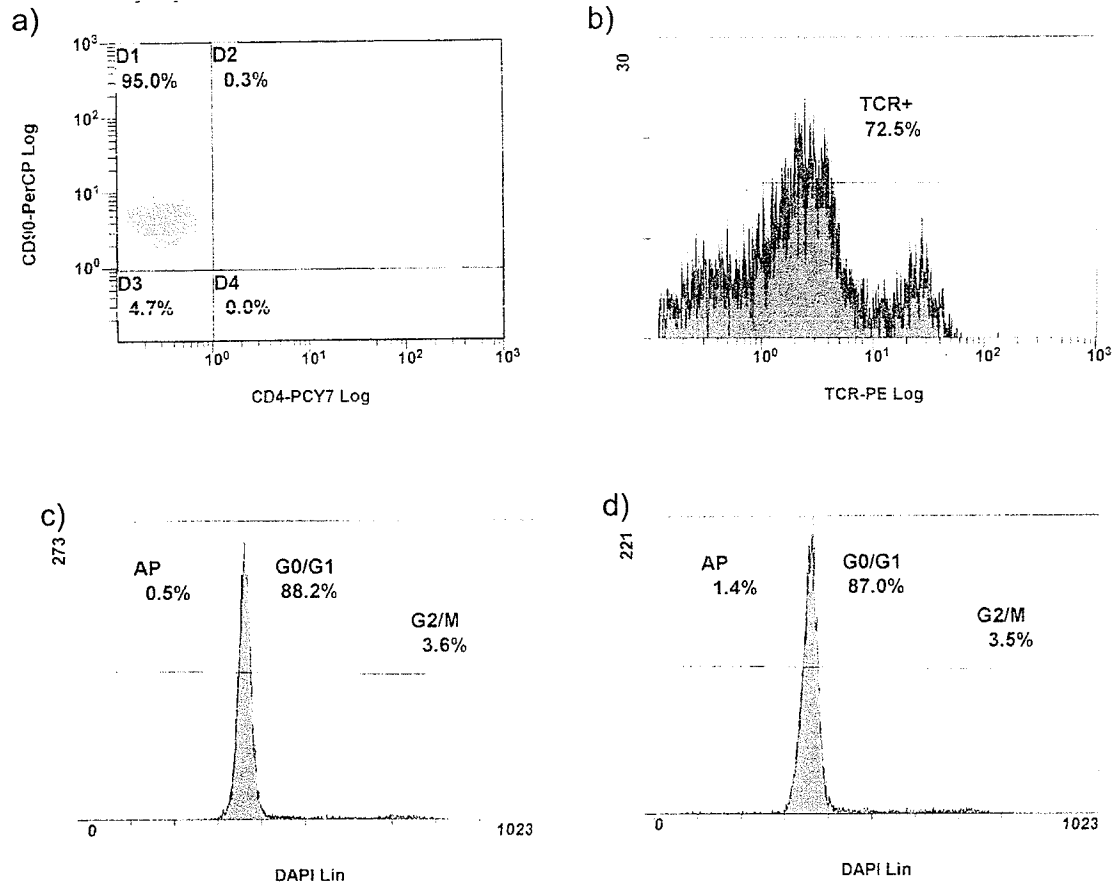 a)
10³
D1
D2
95.0%
0.3%
10²
10¹
10⁰
D3
D4
4.7%
0.0%
10⁰
10¹
10²
10³
CD90-PerCP Log
CD4-PCY7 Log
b)
30
TCR+
72.5%
10⁰
10¹
10²
10³
TCR-PE Log
c)
273
AP
0.5%
G0/G1
88.2%
G2/M
3.6%
0
1023
DAPI Lin
d)
221
AP
1.4%
G0/G1
87.0%
G2/M
3.5%
0
1023
DAPI Lin